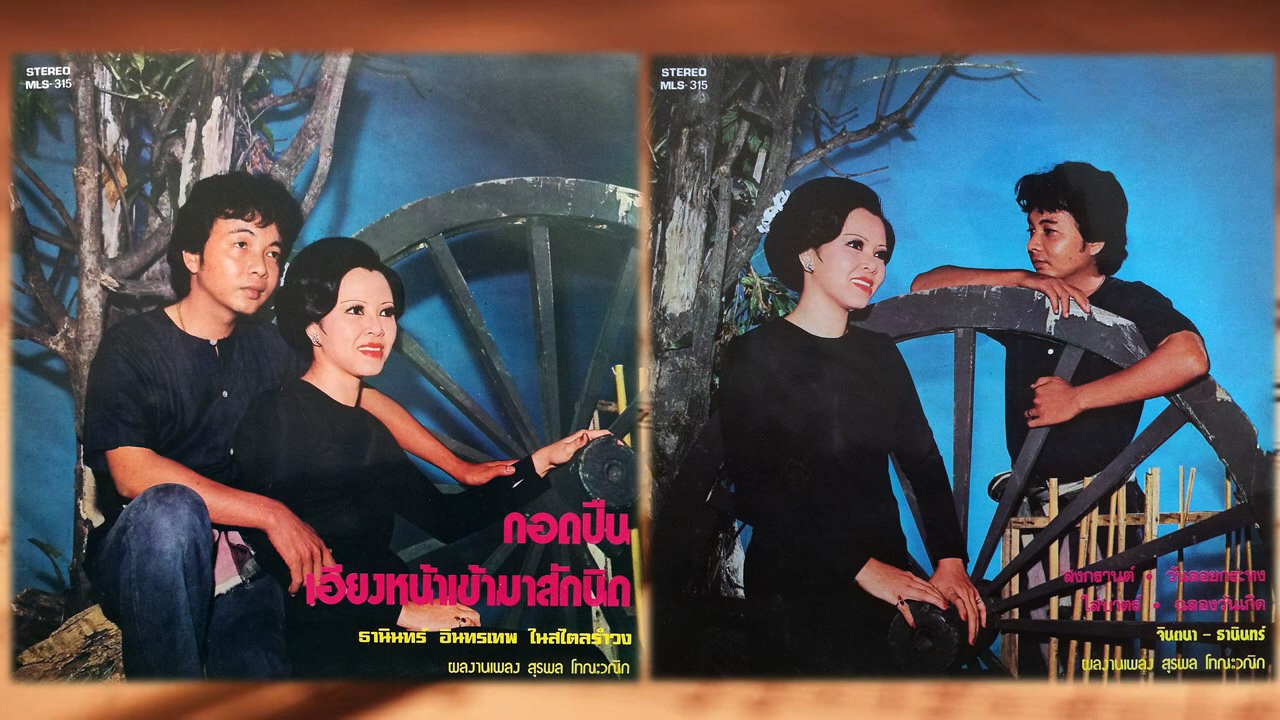 STEREO
MLS-315
กอดปืน
เอียงหน้าเข้ามาสักนิด
ธานินทร์ อินทรเทพ ในสไตลรำวง
ผลงานเพลง สุรพล โทณะวณิก
STEREO
MLS-315
สงกรานต์ • วันลอยกระทง
ใส่บาตร์ • ฉลองวันเกิด
จินตนา - ธานินทร์
ผลงานเพลง สุรพล โทณะวณิก